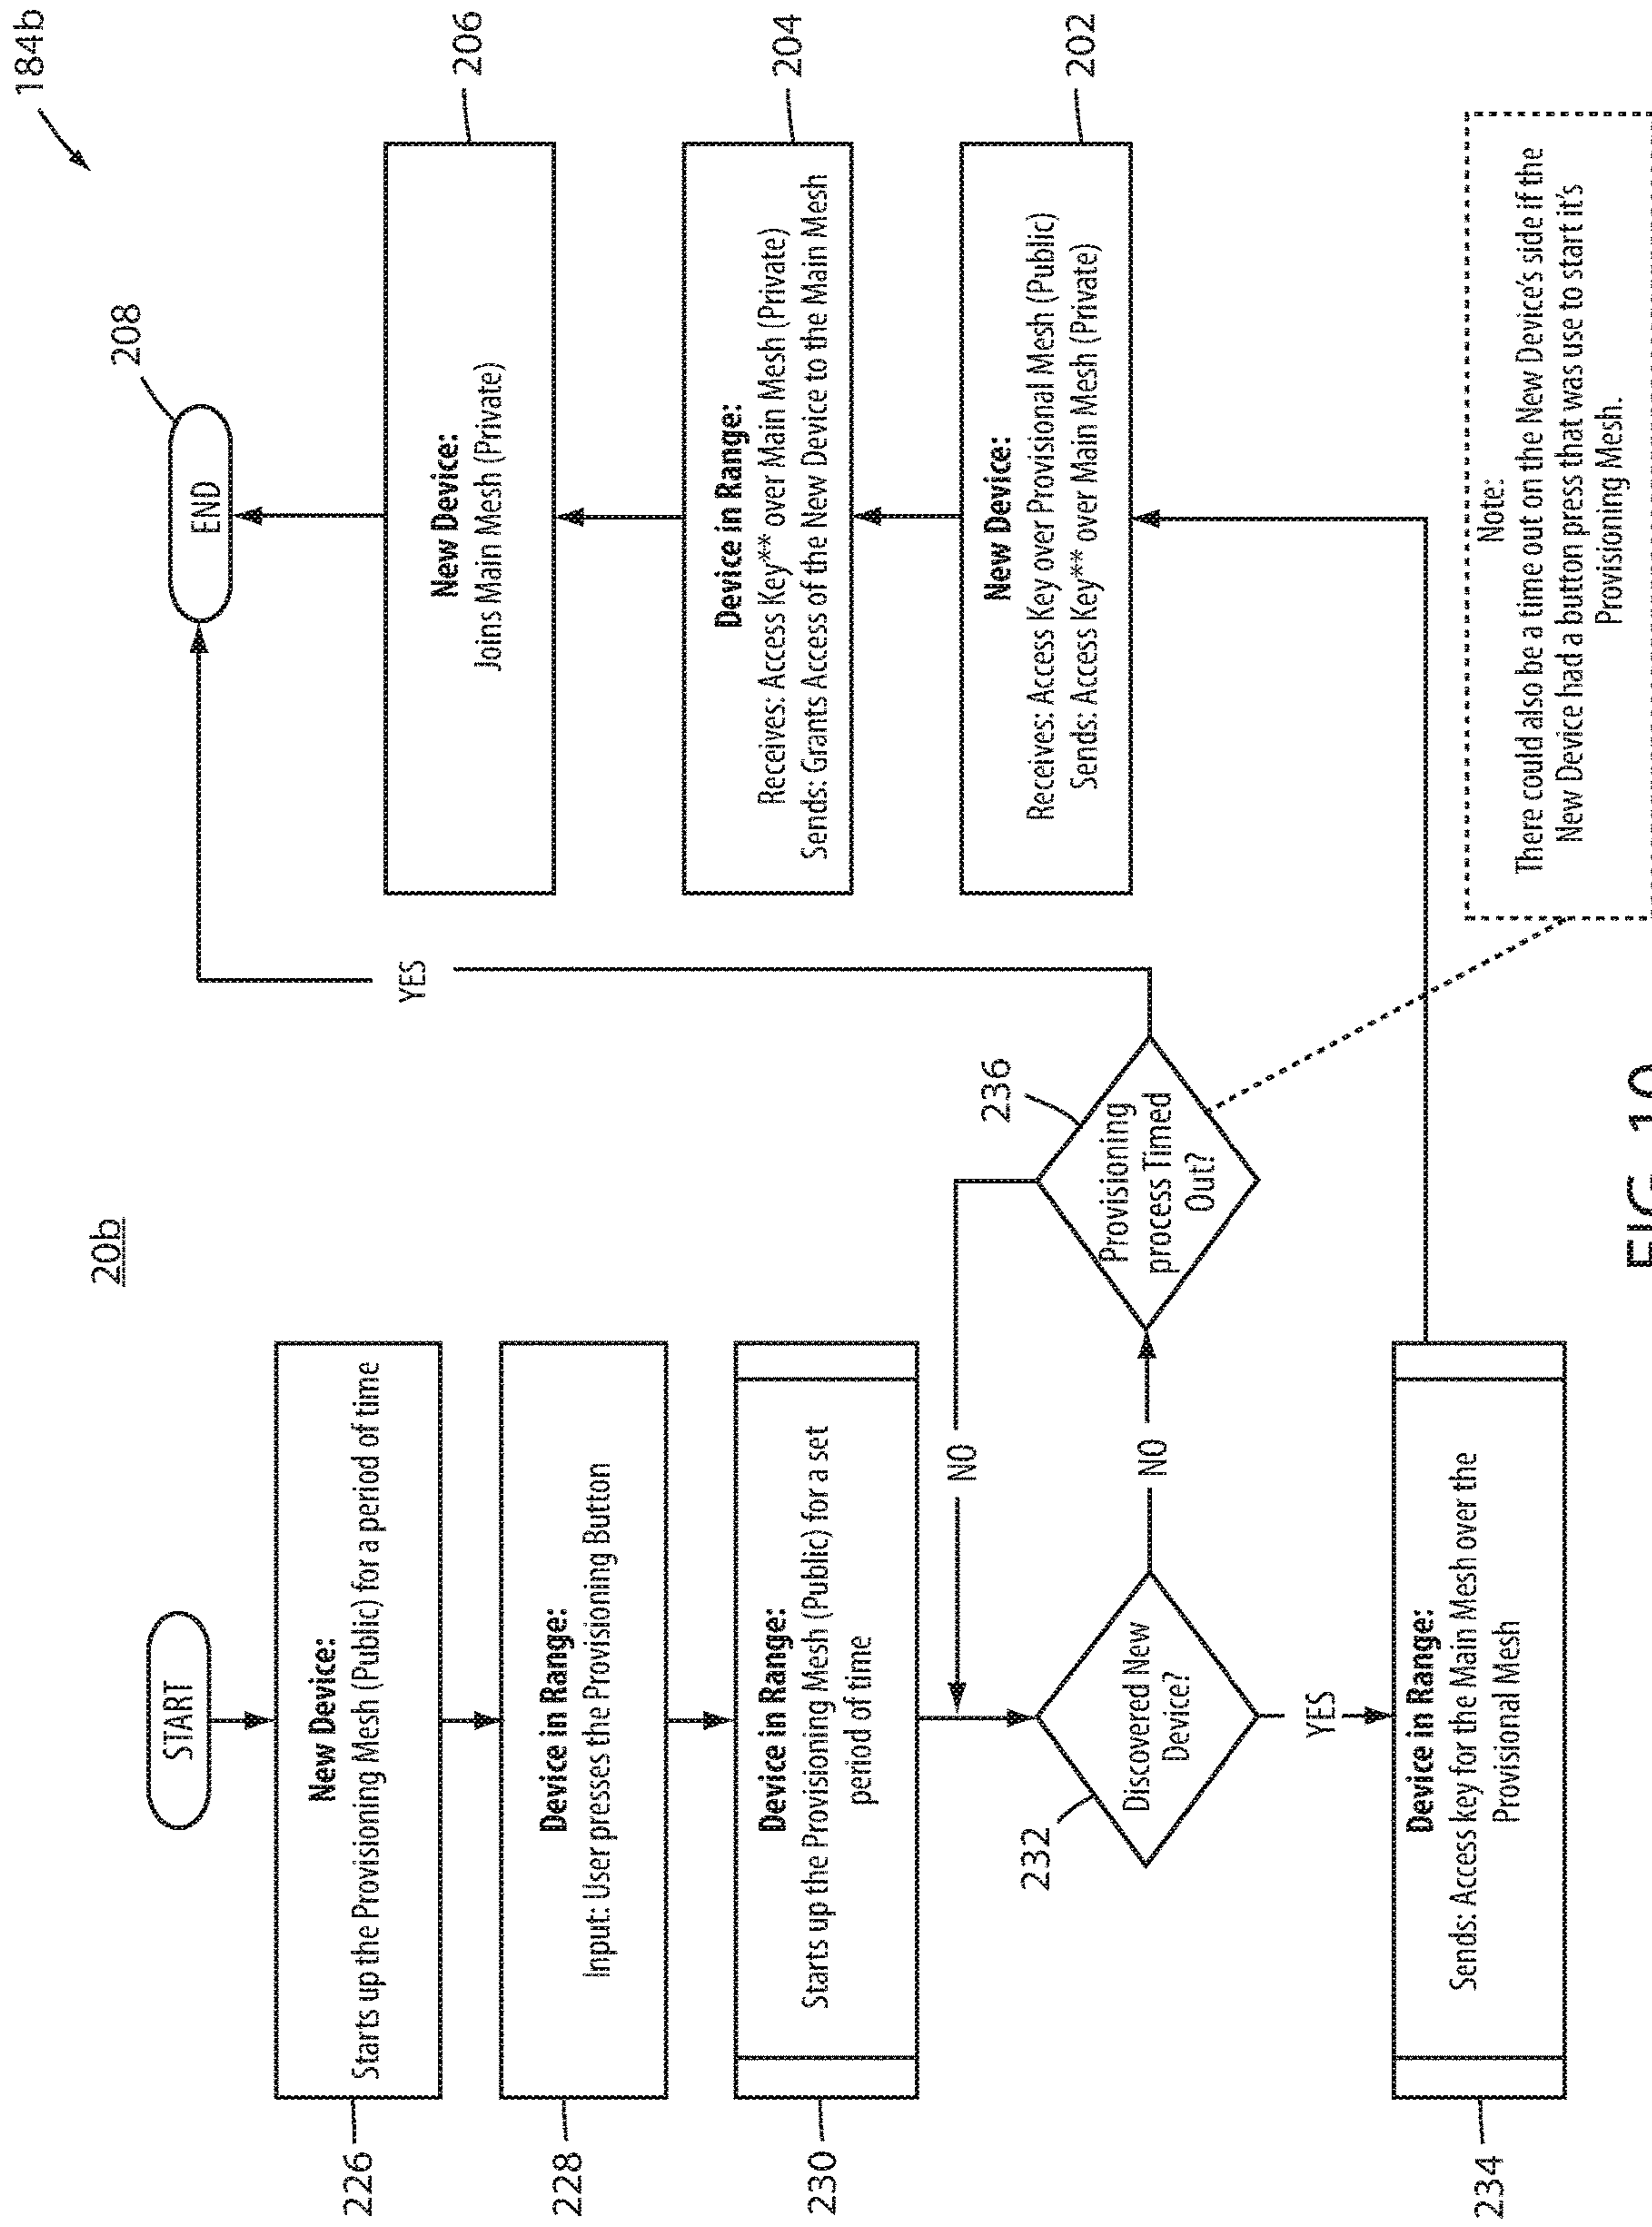 20b
184b
START
226
New Device:
Starts up the Provisioning Mesh (Public) for a period of time
228
Device in Range:
Input: User presses the Provisioning Button
230
Device in Range:
Starts up the Provisioning Mesh (Public) for a set
period of time
NO
232
Discovered New
Device?
NO
236
Provisioning
process Timed
Out?
YES
YES
234
Device in Range:
Sends: Access key for the Main Mesh over the
Provisional Mesh
208
END
206
New Device:
Joins Main Mesh (Private)
204
Device in Range:
Receives: Access Key** over Main Mesh (Private)
Sends: Grants Access of the New Device to the Main Mesh
202
New Device:
Receives: Access Key over Provisional Mesh (Public)
Sends: Access Key** over Main Mesh (Private)
Note:
There could also be a time out on the New Device's side if the
New Device had a button press that was use to start it's
Provisioning Mesh.